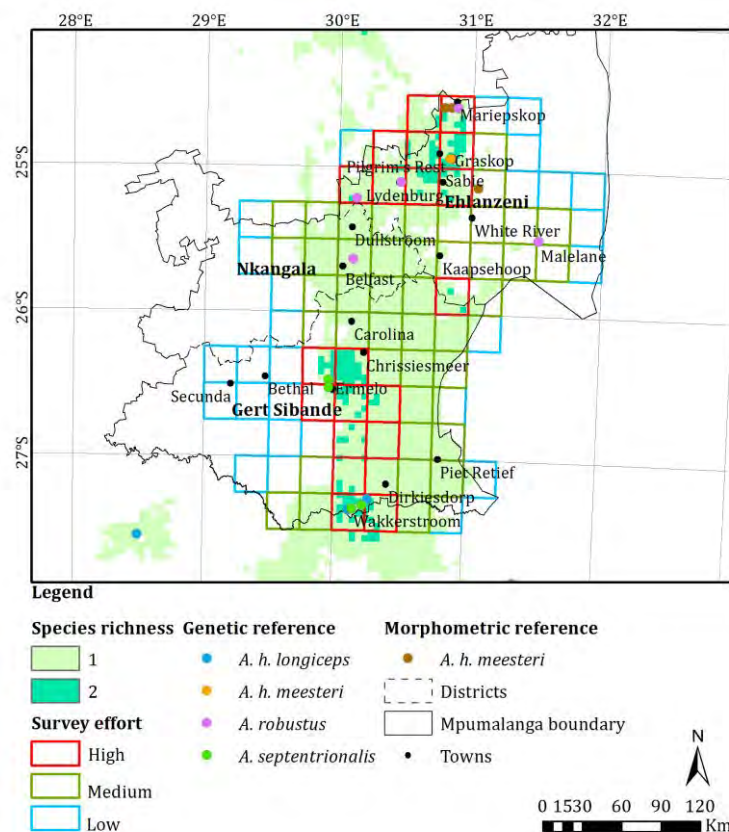 28°E 29°E 30°E 31°E 32°E
25°S
26°S
27°S
Mariepskop
Graskop
Pilgrim's Rest
Sabie
Lydenburg
Ehlanzeni
White River
Dullstroom
Malelane
Nkangala
Kaapsehoop
Belfast
Carolina
Chrissiesmeer
Bethal
Ermelo
Secunda
Gert Sibande
Piet Retief
Dirkiesdorp
Wakkerstroom
Legend
Species richness
1
2
Survey effort
High
Medium
Low
Genetic reference
A. h. longiceps
A. h. meesteri
A. robustus
A. septentrionalis
Morphometric reference
A. h. meesteri
Districts
Mpumalanga boundary
Towns
N
0 15 30 60 90 120
Km